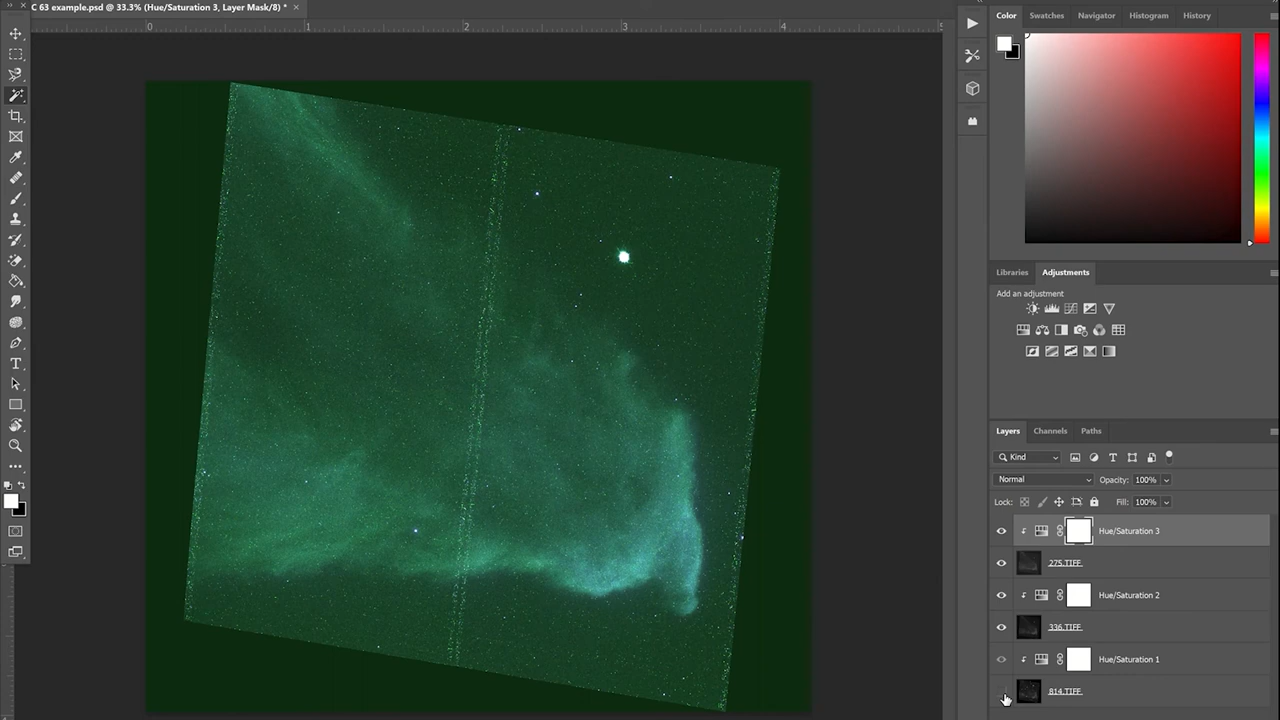 C 63 example.psd @ 33.3% (Hue/Saturation 3, Layer Mask/8) *
0 1 2 3 4
Color Swatches Navigator Histogram History
Libraries Adjustments
Add an adjustment
Layers Channels Paths
Kind
Normal Opacity: 100%
Lock: Fill: 100%
Hue/Saturation 3
275.TIFF
Hue/Saturation 2
336.TIFF
Hue/Saturation 1
814.TIFF